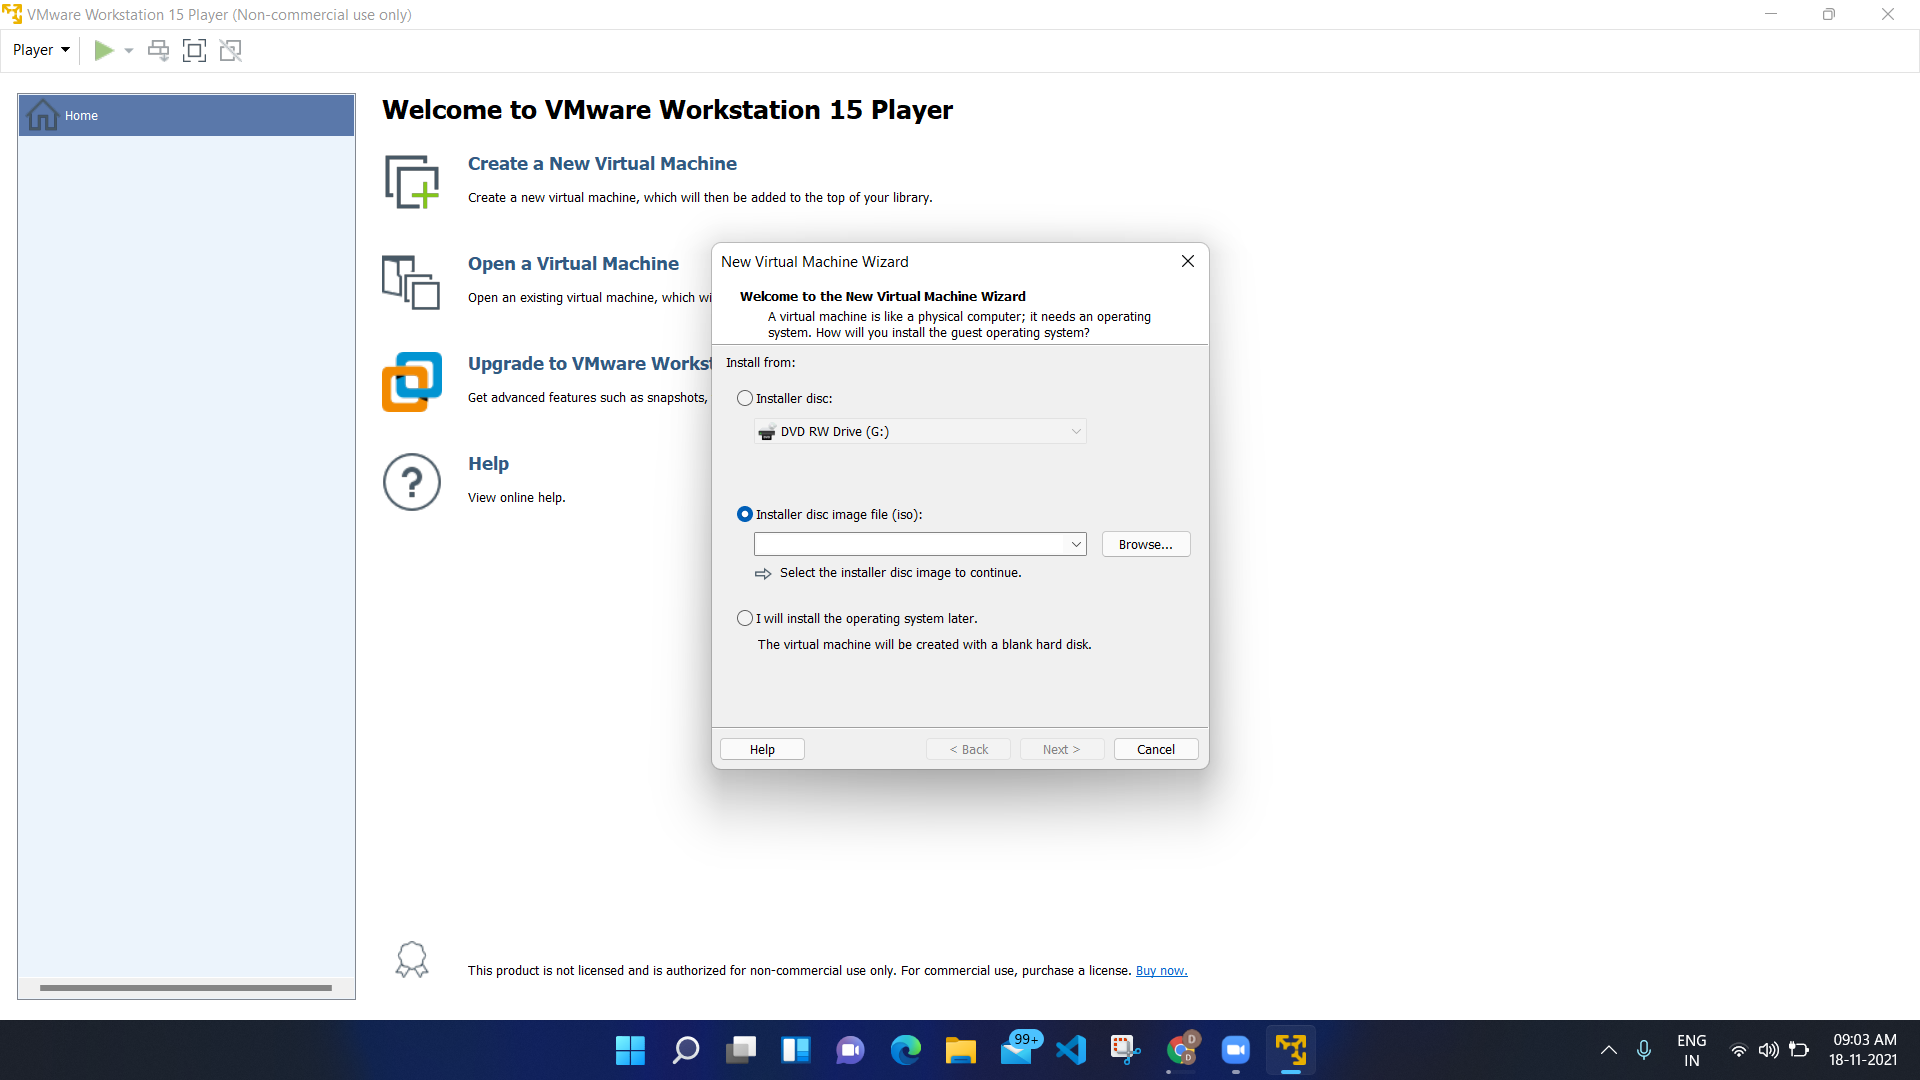 VMware Workstation 15 Player (Non-commercial use only)
Player
Home
Welcome to VMware Workstation 15 Player
Create a New Virtual Machine
Create a new virtual machine, which will then be added to the top of your library.
Open a Virtual Machine
Open an existing virtual machine, which wi
Upgrade to VMware Workst
Get advanced features such as snapshots,
Help
View online help.
New Virtual Machine Wizard
Welcome to the New Virtual Machine Wizard
A virtual machine is like a physical computer; it needs an operating
system. How will you install the guest operating system?
Install from:
Installer disc:
DVD RW Drive (G:)
Installer disc image file (iso):
Browse...
Select the installer disc image to continue.
I will install the operating system later.
The virtual machine will be created with a blank hard disk.
Help
< Back
Next >
Cancel
This product is not licensed and is authorized for non-commercial use only. For commercial use, purchase a license. Buy now.
99+
D
D
ENG
IN
09:03 AM
18-11-2021